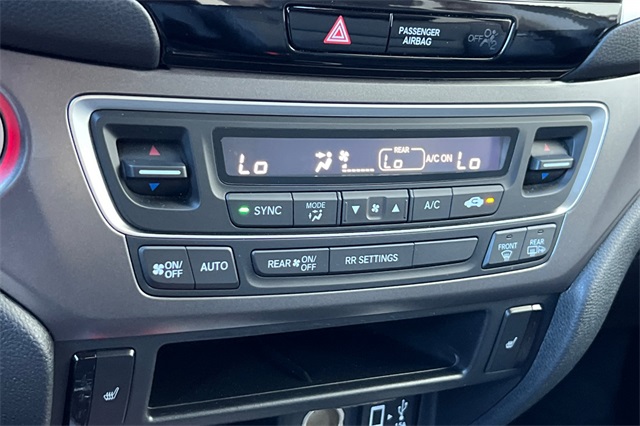 PASSENGER
AIRBAG OFF
Lo REAR Lo A/C ON Lo
SYNC MODE A/C
ON/ OFF AUTO REAR ON/ OFF RR SETTINGS FRONT REAR